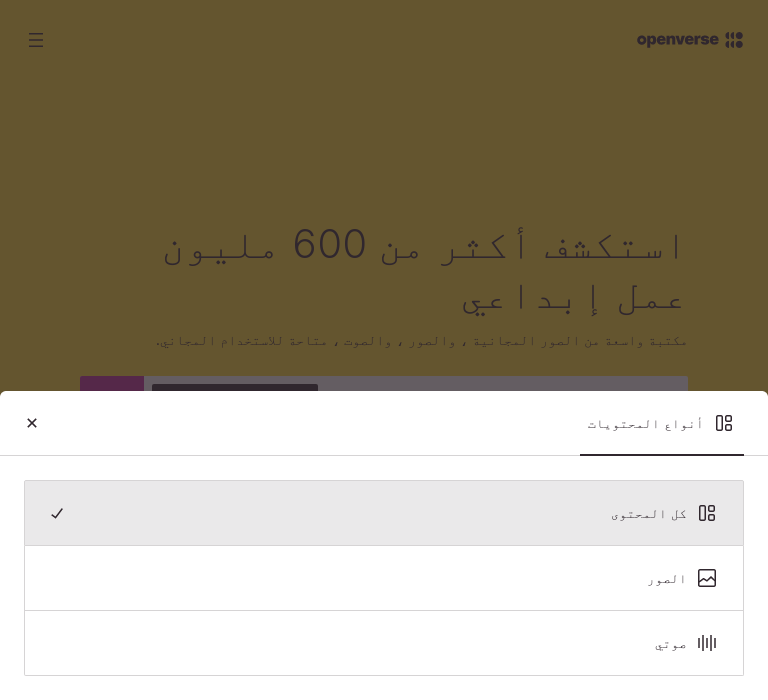 openverse
استكشف أكثر من 600 مليون
عمل إبداعي
مكتبة واسعة من الصور المجانية ، والصور ، والصوت ، متاحة للاستخدام المجاني.
أنواع المحتويات
كل المحتوى
الصور
صوتي